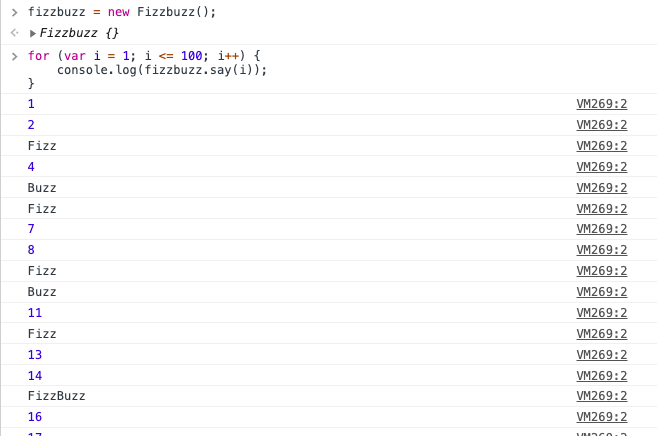 fizzbuzz = new Fizzbuzz();
Fizzbuzz {}
for (var i = 1; i <= 100; i++) {
    console.log(fizzbuzz.say(i));
}
1 VM269:2
2 VM269:2
Fizz VM269:2
4 VM269:2
Buzz VM269:2
Fizz VM269:2
7 VM269:2
8 VM269:2
Fizz VM269:2
Buzz VM269:2
11 VM269:2
Fizz VM269:2
13 VM269:2
14 VM269:2
FizzBuzz VM269:2
16 VM269:2
17 VM269:2